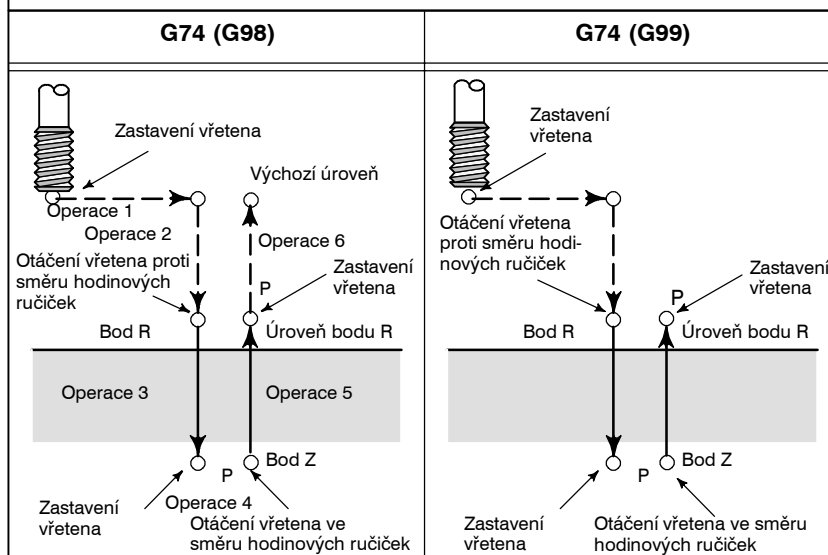 G74 (G98)
Zastavení vřetena
Výchozí úroveň
Operace 1
Operace 2
Operace 6
Otáčení vřetena proti
směru hodinových
ručiček
Zastavení
vřetena
P
Bod R
Úroveň bodu R
Operace 3
Operace 5
Bod Z
P
Zastavení
vřetena
Operace 4
Otáčení vřetena ve
směru hodinových ručiček
G74 (G99)
Zastavení
vřetena
Otáčení vřetena
proti směru hodi-
nových ručiček
Zastavení
vřetena
P
Bod R
Úroveň bodu R
Bod Z
P
Zastavení
vřetena
Otáčení vřetena ve směru
hodinových ručiček